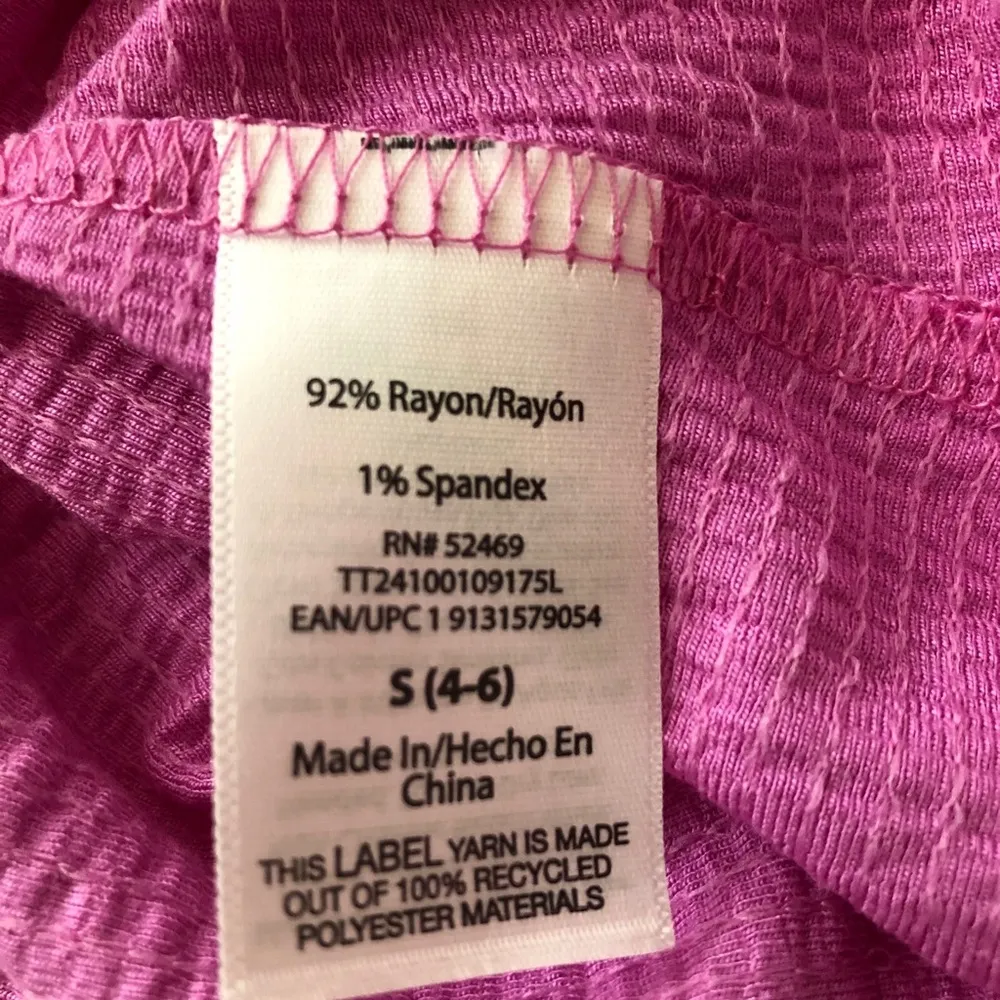 92% Rayon/Rayón
1% Spandex
RN# 52469
TT24100109175L
EAN/UPC 1 9131579054
S (4-6)
Made In/Hecho En
China
THIS LABEL YARN IS MADE
OUT OF 100% RECYCLED
POLYESTER MATERIALS